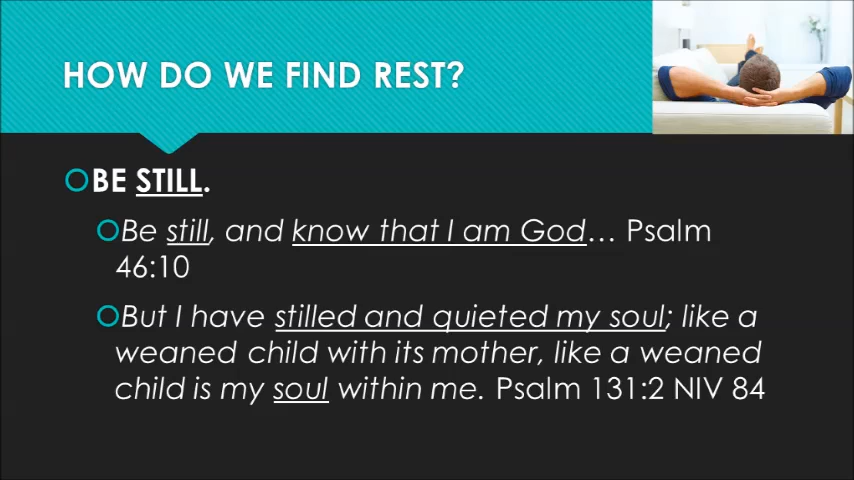 HOW DO WE FIND REST?
BE STILL.
Be still, and know that I am God… Psalm
46:10
But I have stilled and quieted my soul; like a
weaned child with its mother, like a weaned
child is my soul within me. Psalm 131:2 NIV 84